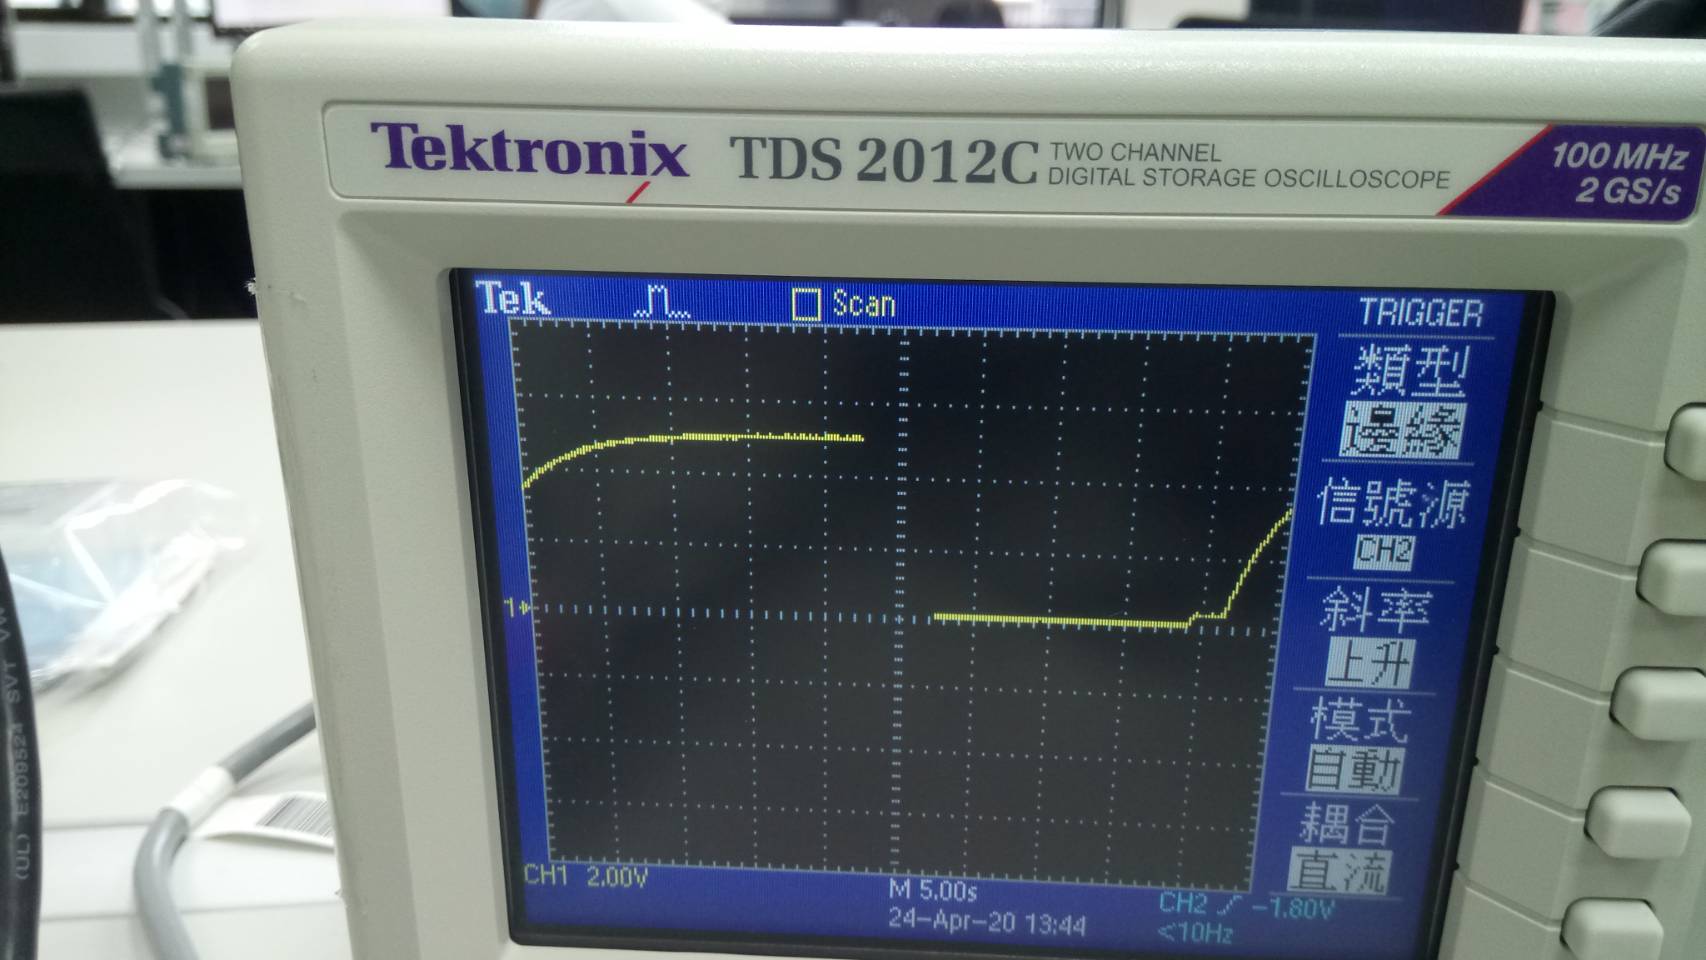 Tektronix TDS 2012C TWO CHANNEL DIGITAL STORAGE OSCILLOSCOPE
100 MHz
2 GS/s
Tek Scan
TRIGGER
類型
邊緣
信號源
CH2
斜率
上升
模式
自動
耦合
直流
1
CH1 2.00V
M 5.00s
CH2 -1.80V
24-Apr-20 13:44
<10Hz
(UL) E209524 SVT VW